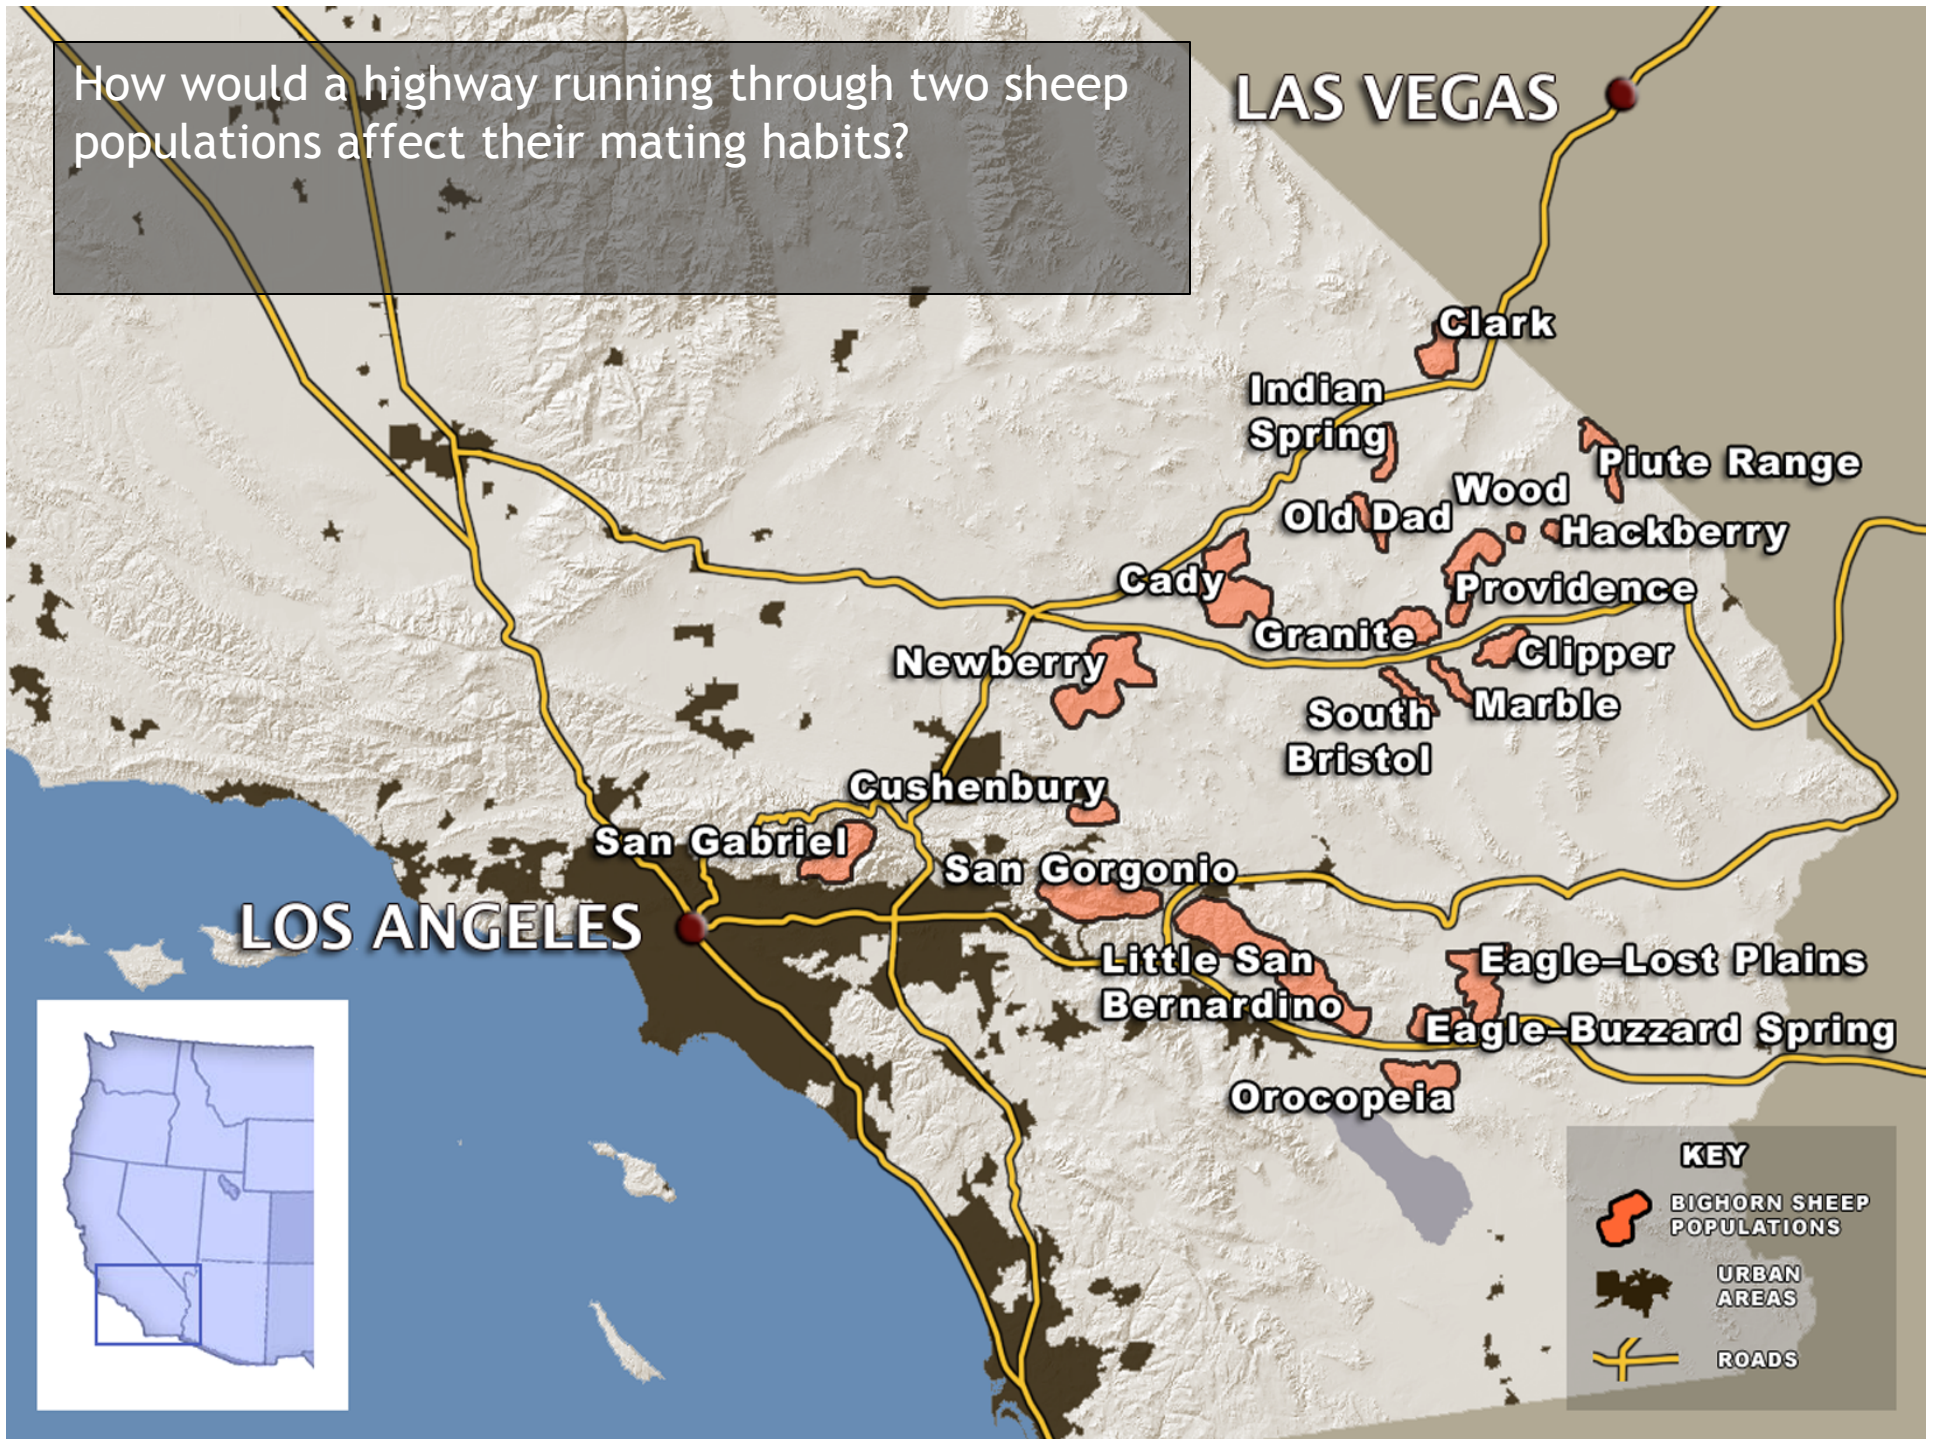 How would a highway running through two sheep
populations affect their mating habits?
LAS VEGAS
Clark
Indian
Spring
Piute Range
Wood
Old Dad
Hackberry
Cady
Providence
Granite
Clipper
Newberry
Marble
South
Bristol
Cushenbury
San Gabriel
San Gorgonio
LOS ANGELES
Little San
Bernardino
Eagle–Lost Plains
Eagle–Buzzard Spring
Orocopeia
KEY
BIGHORN SHEEP
POPULATIONS
URBAN
AREAS
ROADS